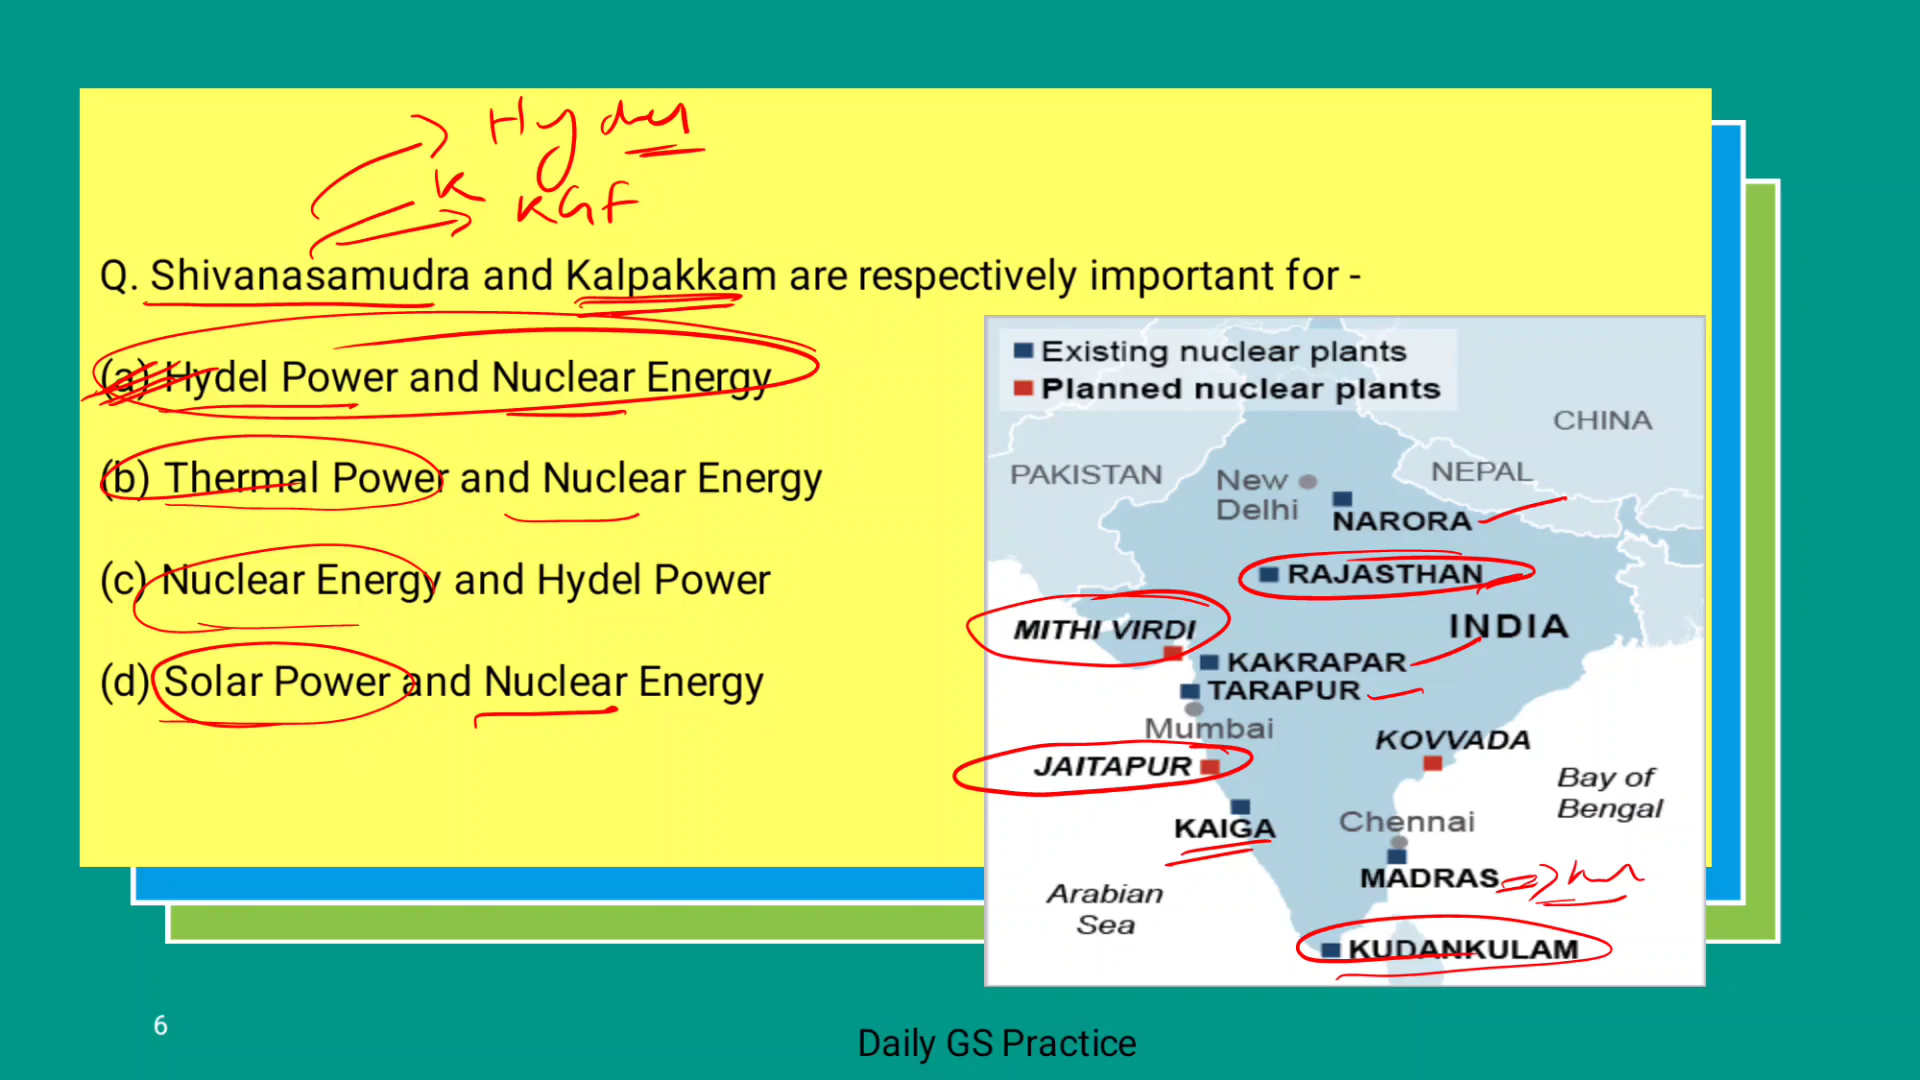 Hydel
K KGF
Q. Shivanasamudra and Kalpakkam are respectively important for -
(a) Hydel Power and Nuclear Energy
(b) Thermal Power and Nuclear Energy
(c) Nuclear Energy and Hydel Power
(d) Solar Power and Nuclear Energy
Existing nuclear plants
Planned nuclear plants
CHINA
PAKISTAN
NEPAL
New
Delhi
NARORA
RAJASTHAN
INDIA
MITHI VIRDI
KAKRAPAR
TARAPUR
Mumbai
KOVVADA
JAITAPUR
Bay of
Bengal
Chennai
KAIGA
MADRAS
Arabian
Sea
KUDANKULAM
6
Daily GS Practice